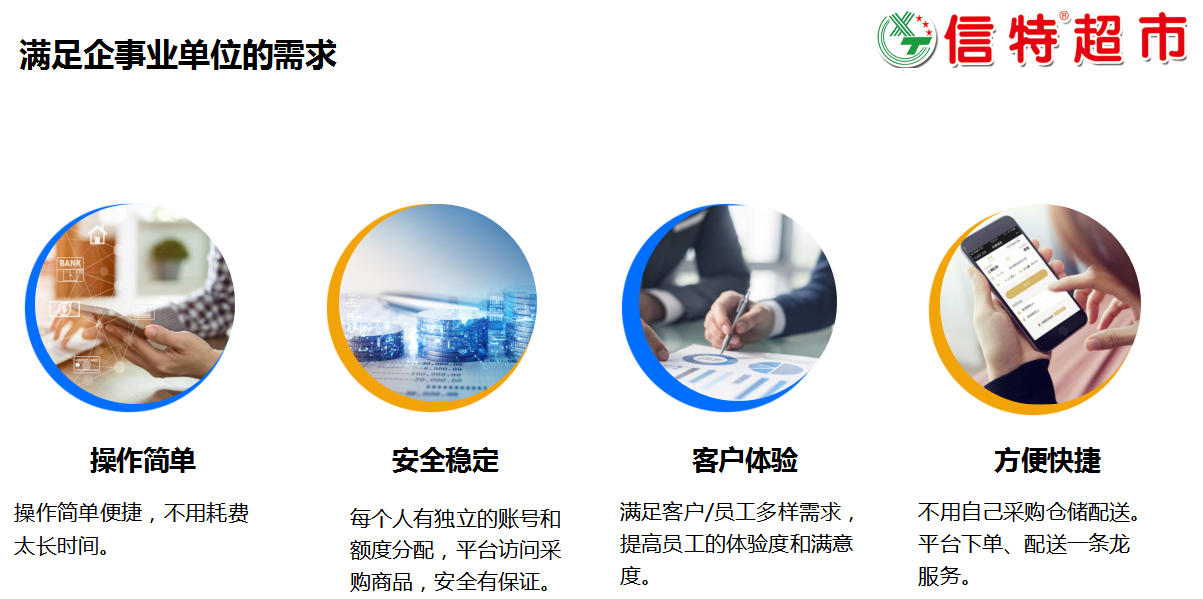 满足企事业单位的需求
信特®超市
BANK
操作简单
操作简单便捷，不用耗费
太长时间。
安全稳定
每个人有独立的账号和
额度分配，平台访问采
购商品，安全有保证。
客户体验
满足客户/员工多样需求，
提高员工的体验度和满意
度。
方便快捷
不用自己采购仓储配送。
平台下单、配送一条龙
服务。